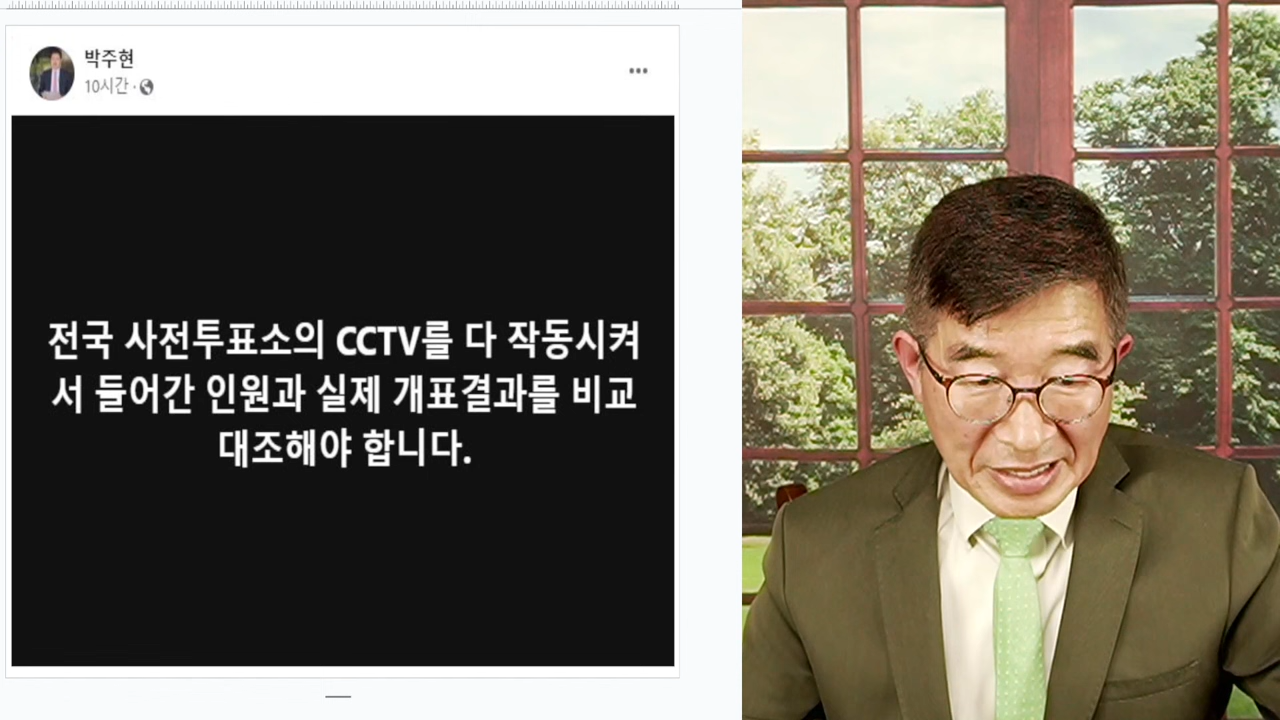 박주현
10시간
전국 사전투표소의 CCTV를 다 작동시켜
서 들어간 인원과 실제 개표결과를 비교
대조해야 합니다.